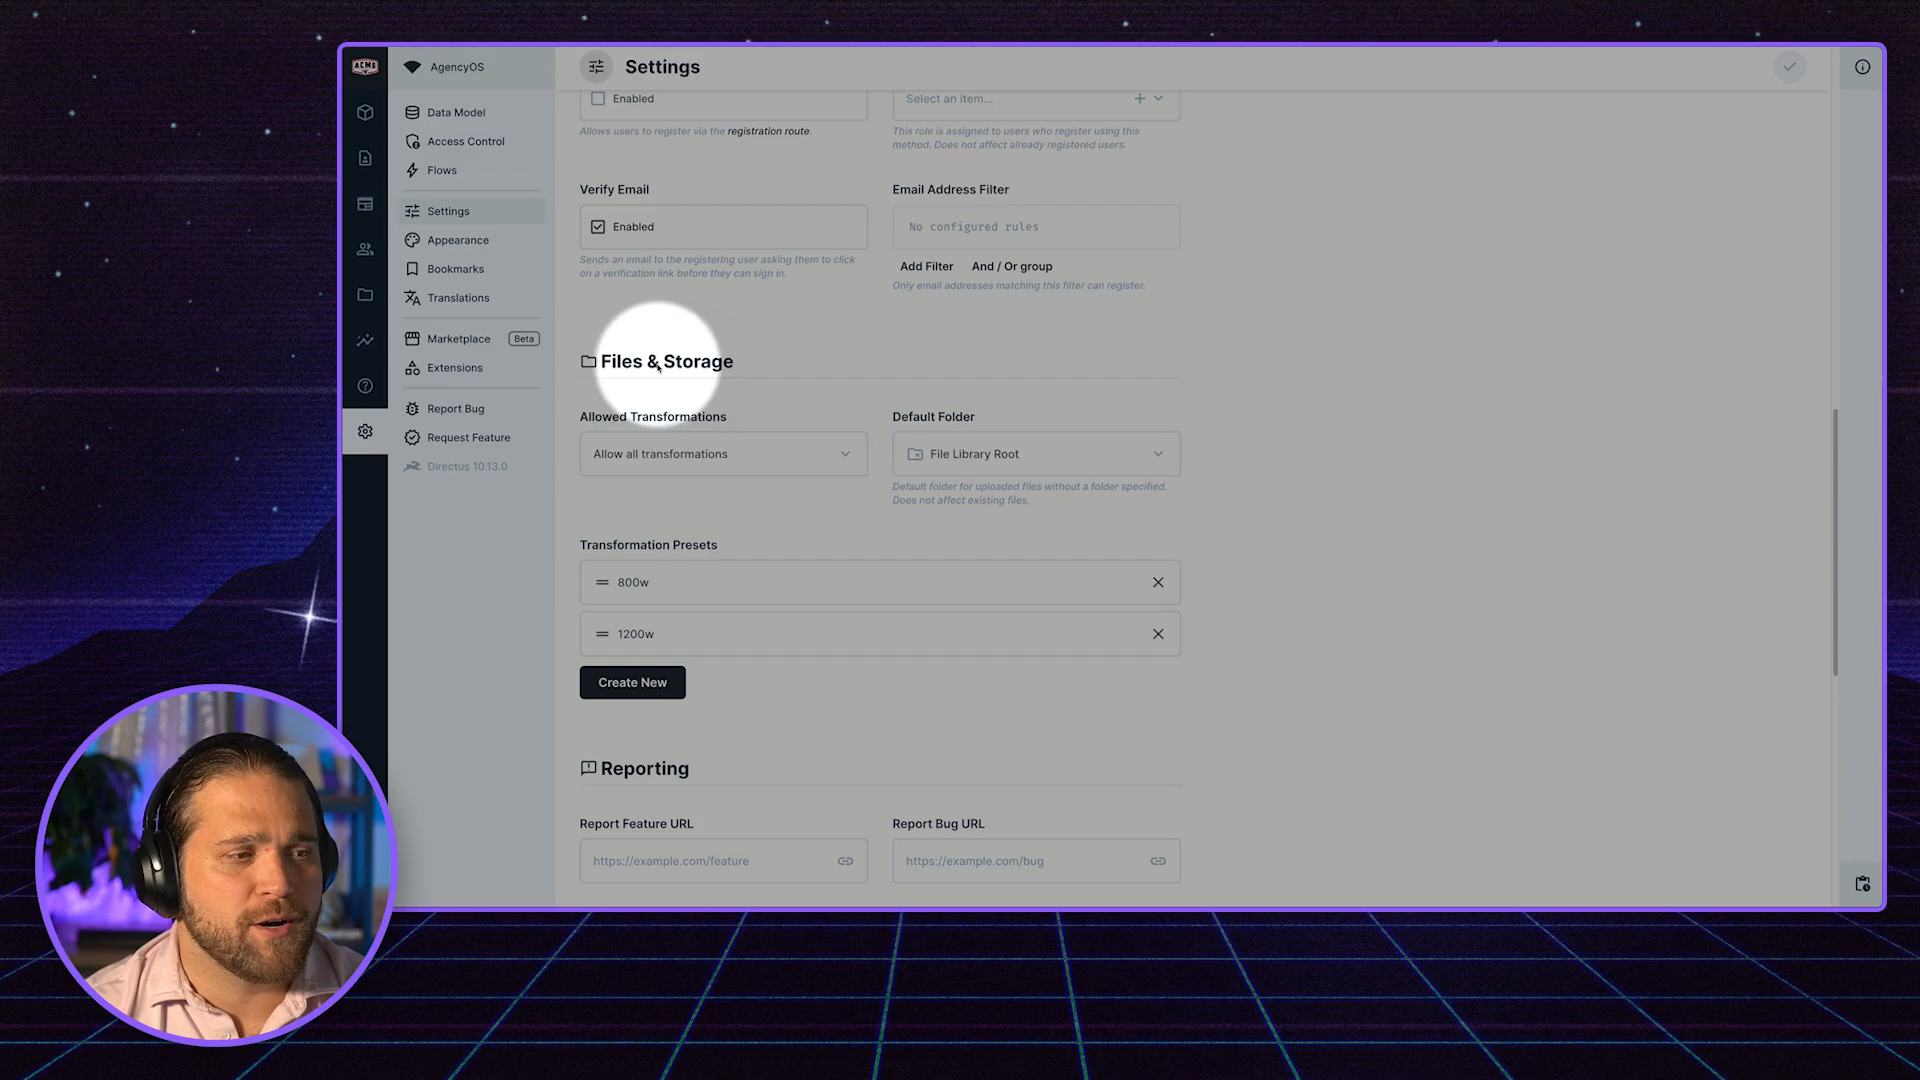 ACME
AgencyOS
Settings
Data Model
Access Control
Flows
Settings
Appearance
Bookmarks
Translations
Marketplace Beta
Extensions
Report Bug
Request Feature
Directus 10.13.0
Enabled
Select an item...
Allows users to register via the registration route.
This role is assigned to users who register using this
method. Does not affect already registered users.
Verify Email
Email Address Filter
Enabled
No configured rules
Sends an email to the registering user asking them to click
on a verification link before they can sign in.
Add Filter And / Or group
Only email addresses matching this filter can register.
Files & Storage
Allowed Transformations
Default Folder
Allow all transformations
File Library Root
Default folder for uploaded files without a folder specified.
Does not affect existing files.
Transformation Presets
800w
1200w
Create New
Reporting
Report Feature URL
Report Bug URL
https://example.com/feature
https://example.com/bug